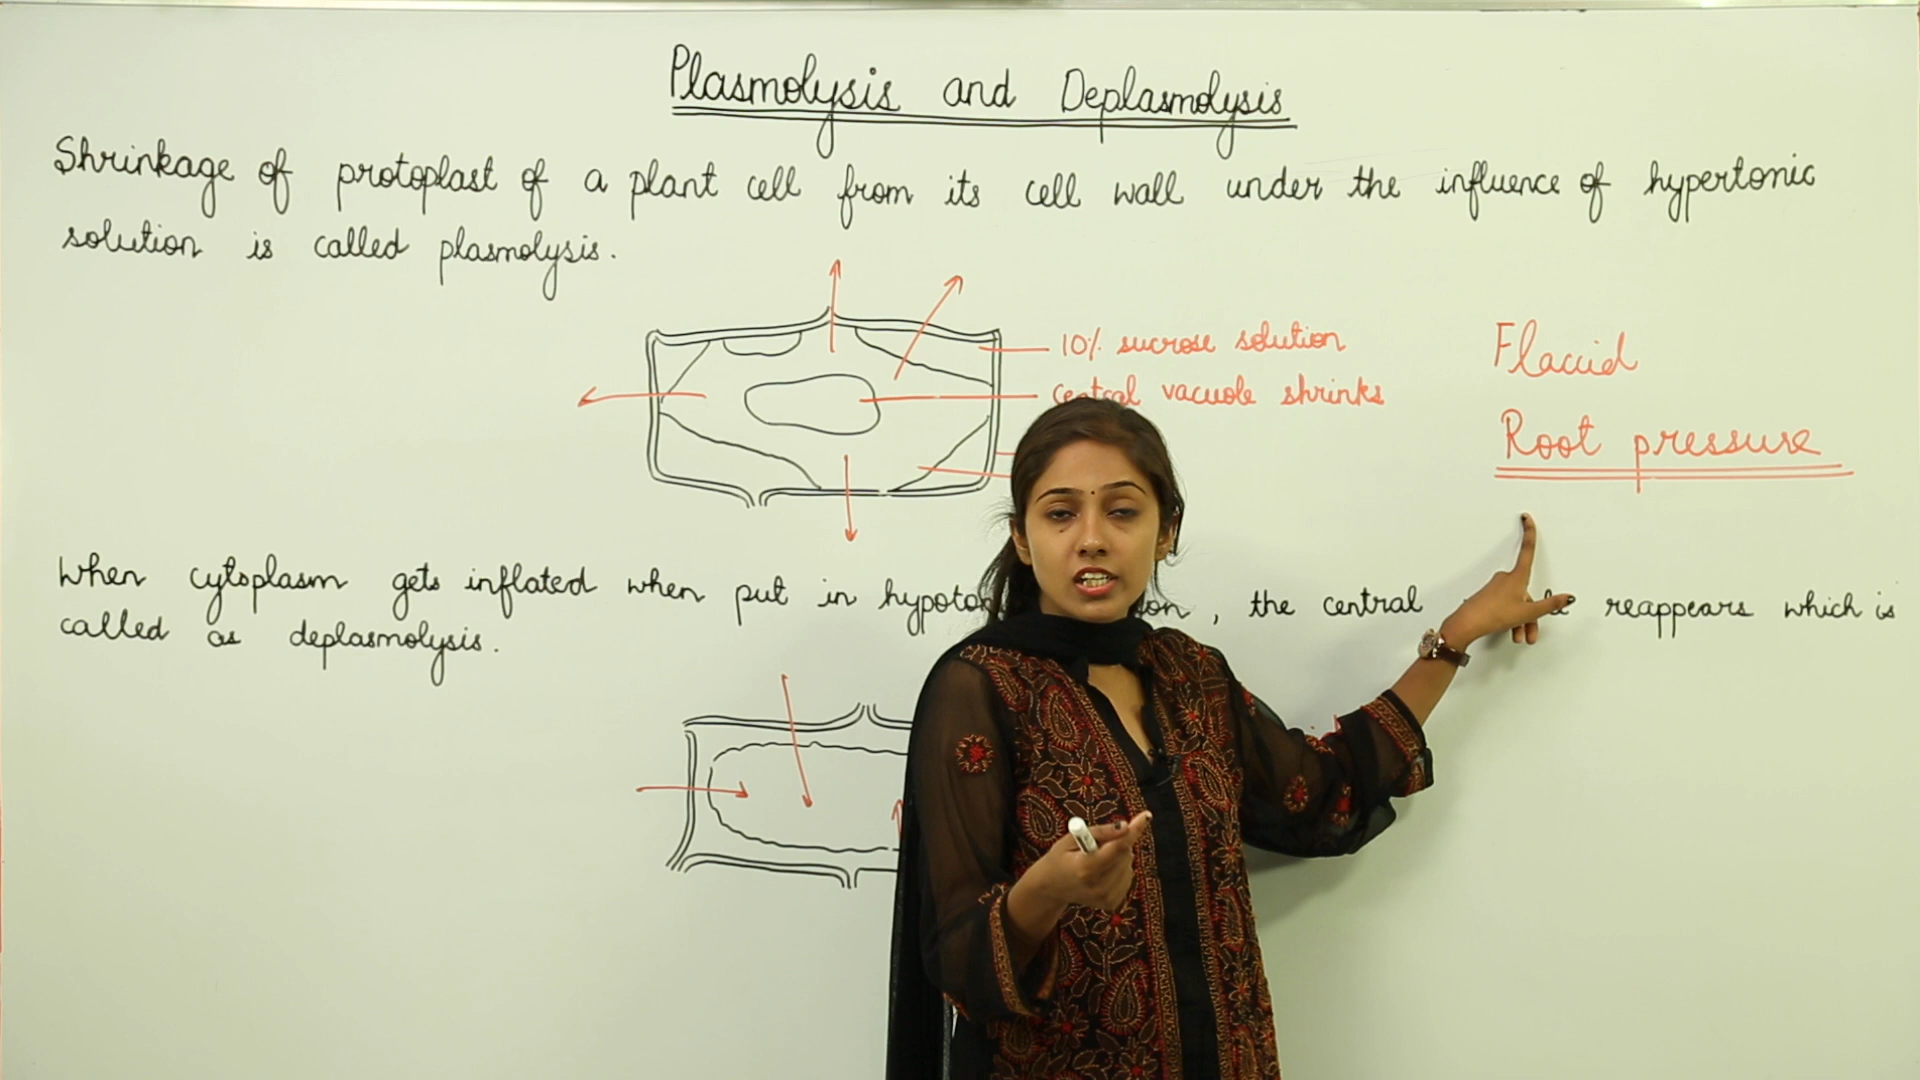 Plasmolysis and Deplasmolysis
Shrinkage of protoplast of a plant cell from its cell wall under the influence of hypertonic
solution is called plasmolysis.
10% sucrose solution
central vacuole shrinks
Flaccid
Root pressure
When cytoplasm gets inflated when put in hypoton on, the central reappears which is
called as deplasmolysis.